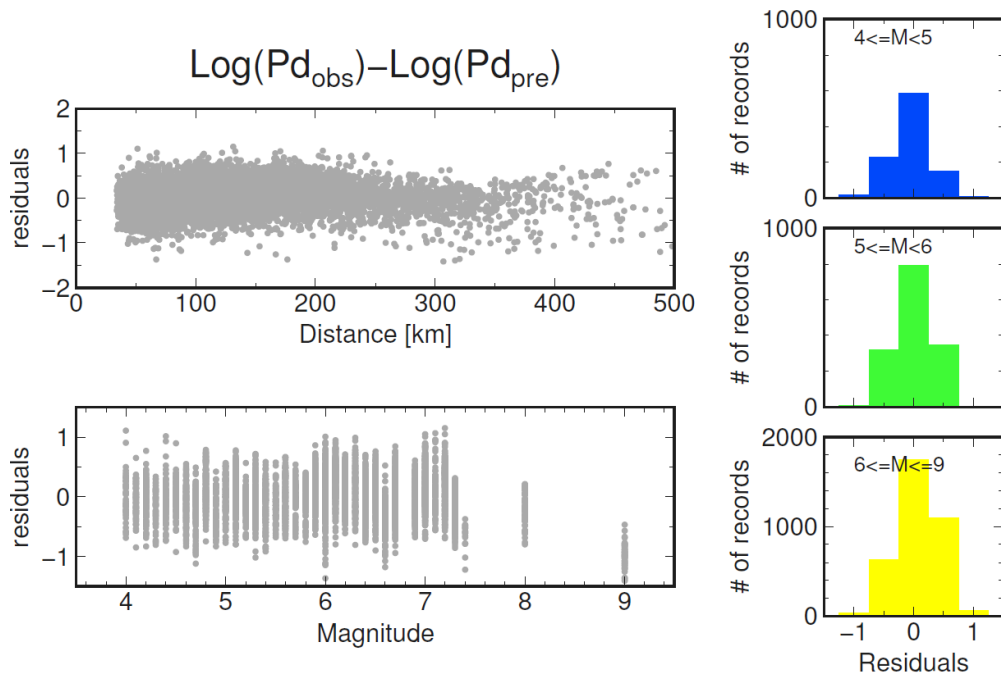 Log(Pdobs)−Log(Pdpre)
2
1
0
−1
−2
residuals
0 100 200 300 400 500
Distance [km]
1
0
−1
residuals
4 5 6 7 8 9
Magnitude
1000
0
# of records
4<=M<5
1000
0
# of records
5<=M<6
2000
1000
0
# of records
6<=M<=9
−1 0 1
Residuals